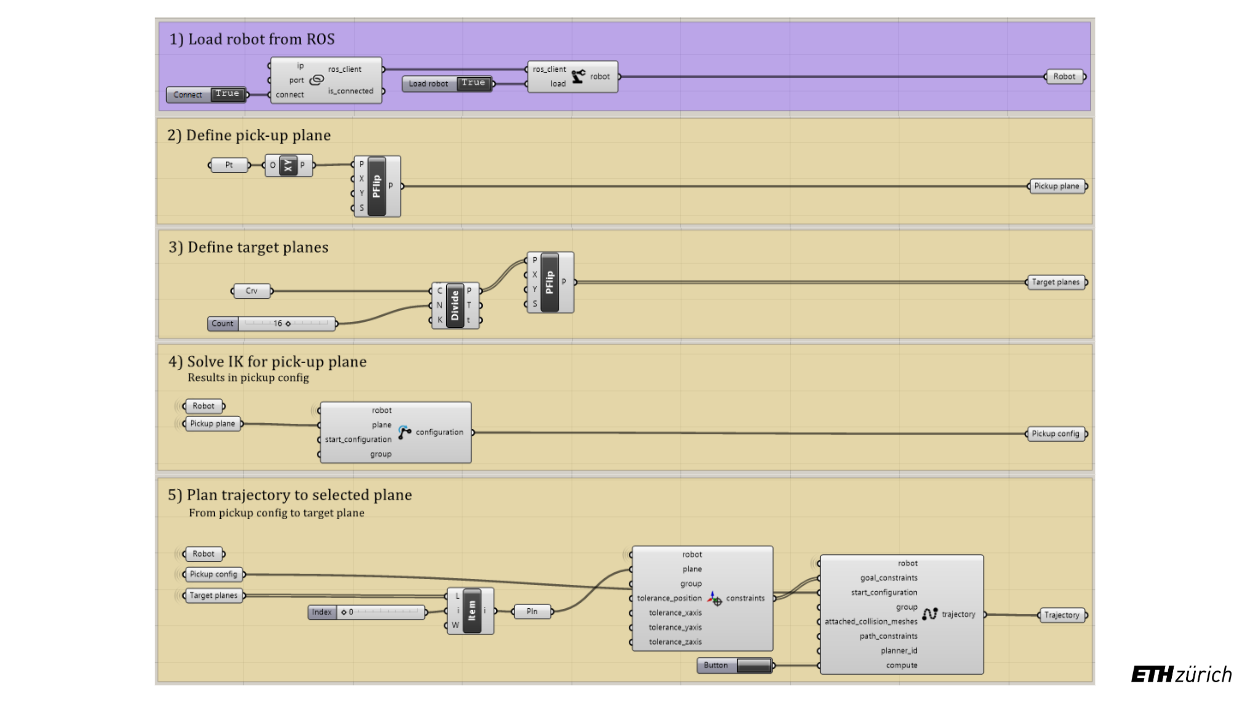 1) Load robot from ROS
ip
port
connect
ros_client
is_connected
Connect True
Load robot True
ros_client
load
robot
Robot
2) Define pick-up plane
Pt
O XY P
P
X
Y
S
PFlip
P
Pickup plane
3) Define target planes
Crv
Count 16
C
N
K
Divide
P
T
t
P
X
Y
S
PFlip
P
Target planes
4) Solve IK for pick-up plane
Results in pickup config
Robot
Pickup plane
robot
plane
start_configuration
group
configuration
Pickup config
5) Plan trajectory to selected plane
From pickup config to target plane
Robot
Pickup config
Target planes
Index 0
L
i
W
Item
i
Pln
robot
plane
group
tolerance_position
tolerance_xaxis
tolerance_yaxis
tolerance_zaxis
constraints
Button
robot
goal_constraints
start_configuration
group
attached_collision_meshes
path_constraints
planner_id
compute
trajectory
Trajectory
ETH zürich